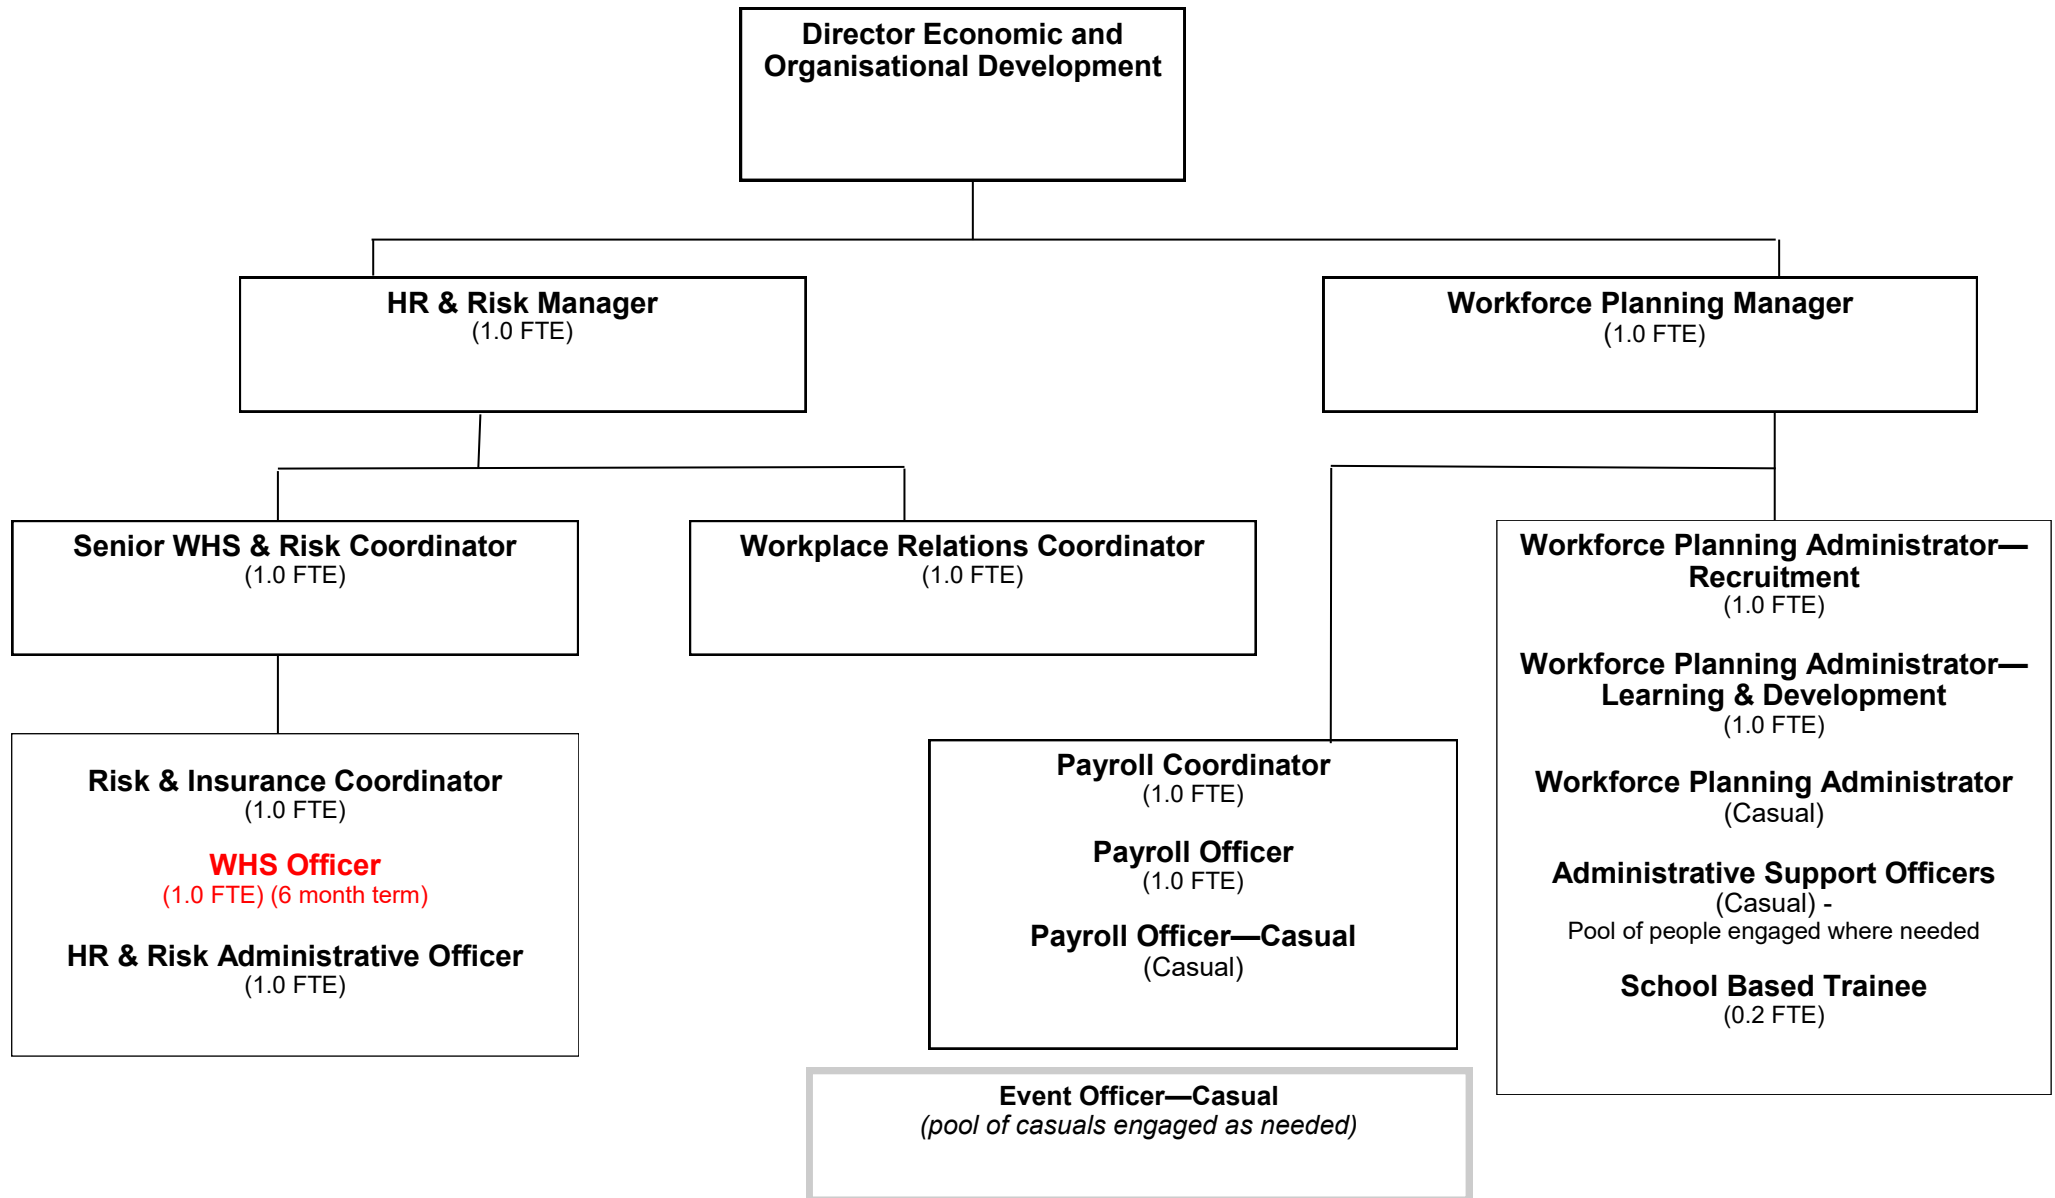 Director Economic and
Organisational Development
HR & Risk Manager
(1.0 FTE)
Workforce Planning Manager
(1.0 FTE)
Senior WHS & Risk Coordinator
(1.0 FTE)
Workplace Relations Coordinator
(1.0 FTE)
Workforce Planning Administrator—
Recruitment
(1.0 FTE)
Workforce Planning Administrator—
Learning & Development
(1.0 FTE)
Workforce Planning Administrator
(Casual)
Administrative Support Officers
(Casual) -
Pool of people engaged where needed
School Based Trainee
(0.2 FTE)
Risk & Insurance Coordinator
(1.0 FTE)
WHS Officer
(1.0 FTE) (6 month term)
HR & Risk Administrative Officer
(1.0 FTE)
Payroll Coordinator
(1.0 FTE)
Payroll Officer
(1.0 FTE)
Payroll Officer—Casual
(Casual)
Event Officer—Casual
(pool of casuals engaged as needed)